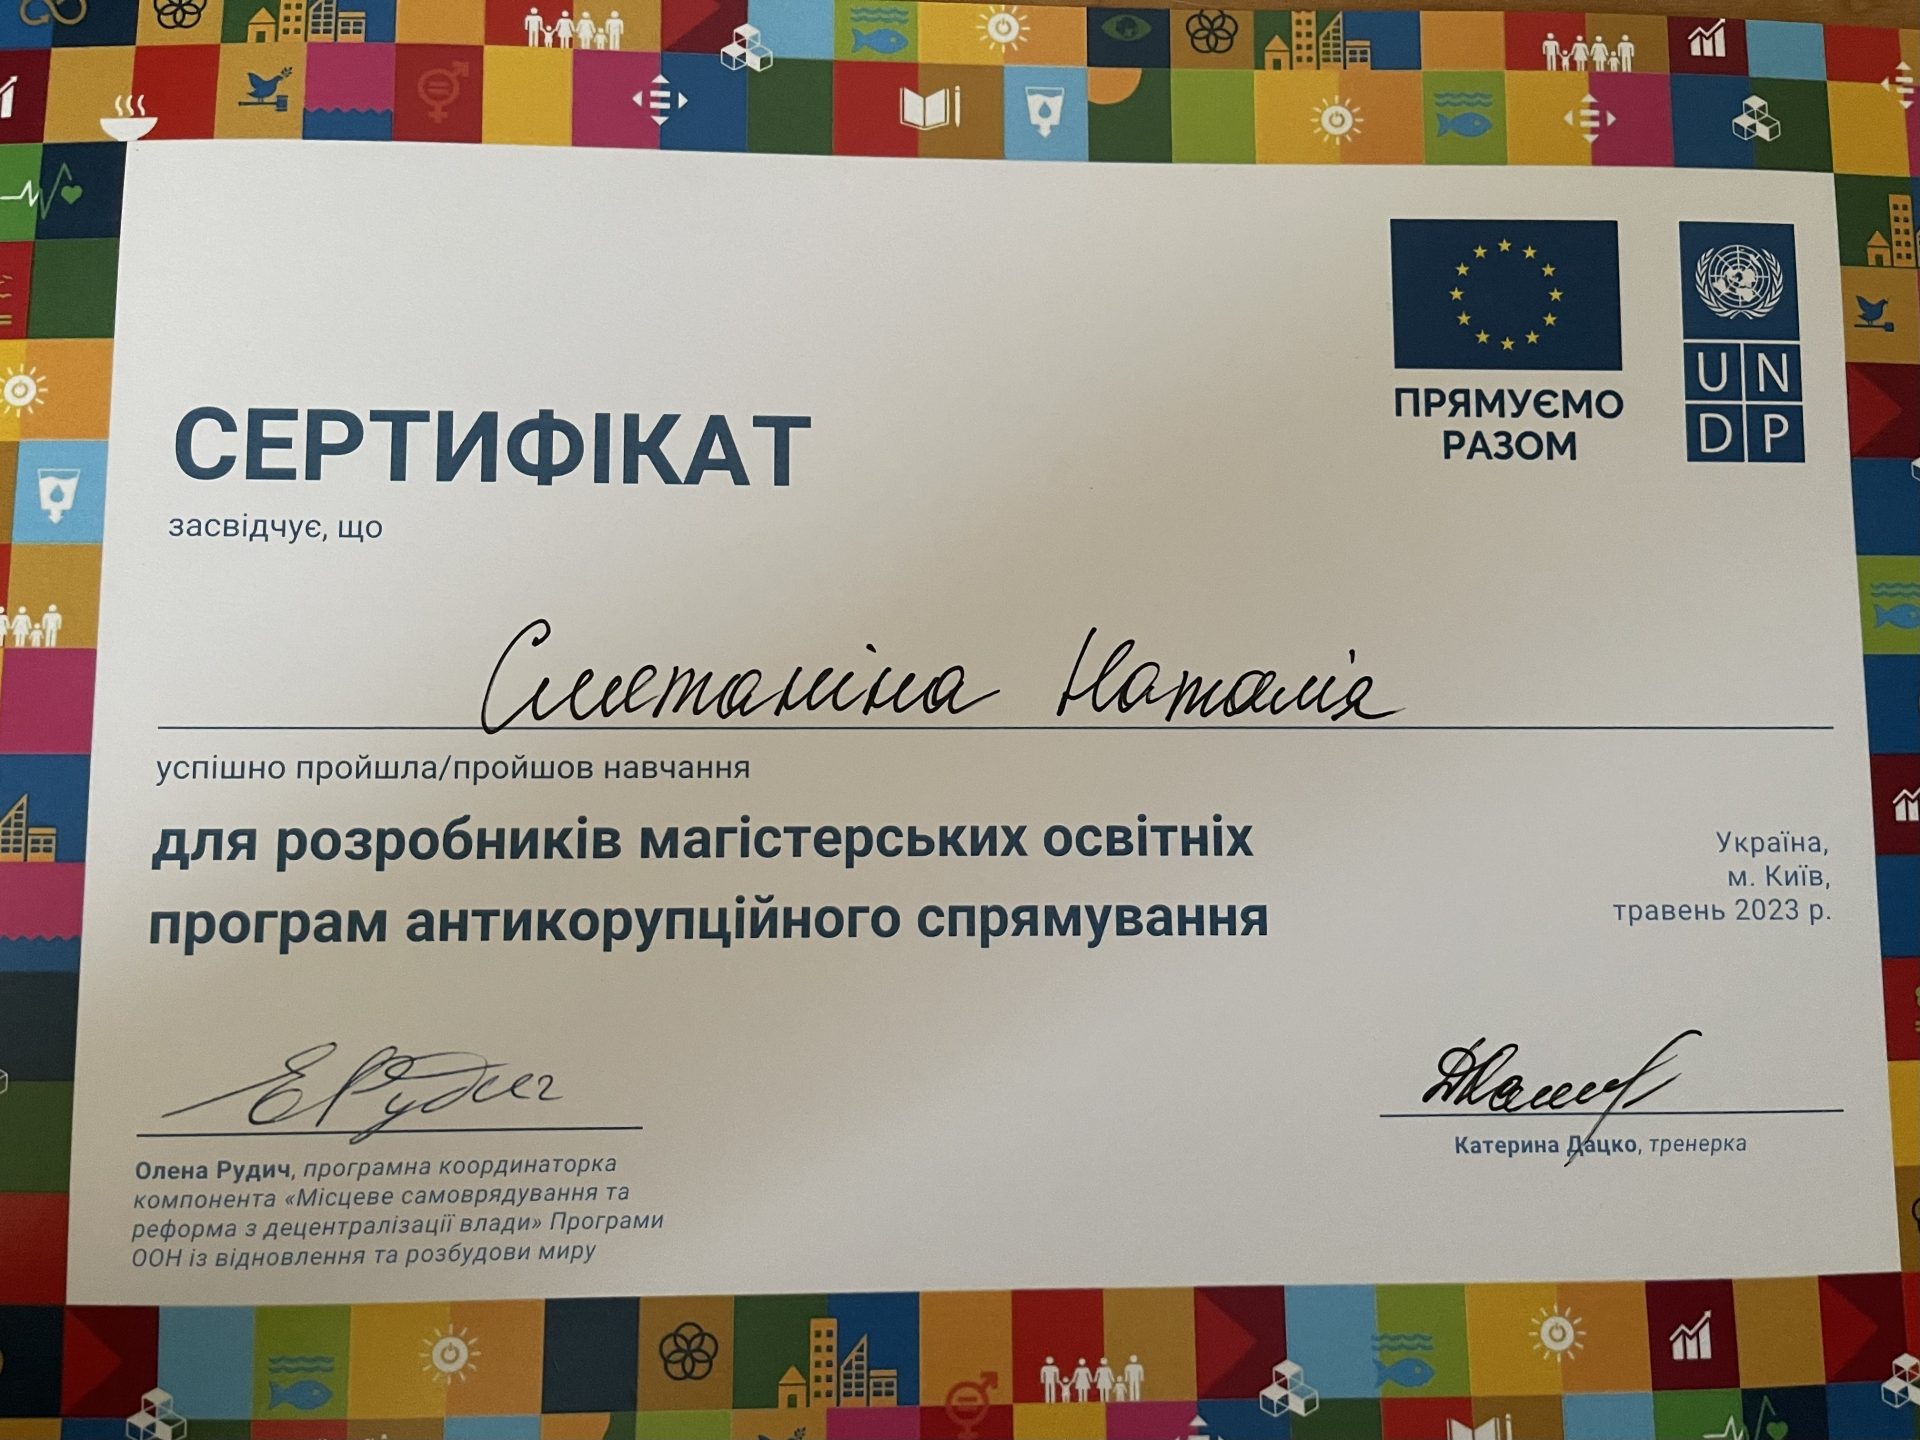 ПРЯМУЄМО
РАЗОМ
U N
D P
СЕРТИФІКАТ
засвідчує, що
Сметаніна Наталія
успішно пройшла/пройшов навчання
для розробників магістерських освітніх
програм антикорупційного спрямування
Україна,
м. Київ,
травень 2023 р.
ЕРудич
Олена Рудич, програмна координаторка
компонента «Місцеве самоврядування та
реформа з децентралізації влади» Програми
ООН із відновлення та розбудови миру
Катерина Дацко, тренерка